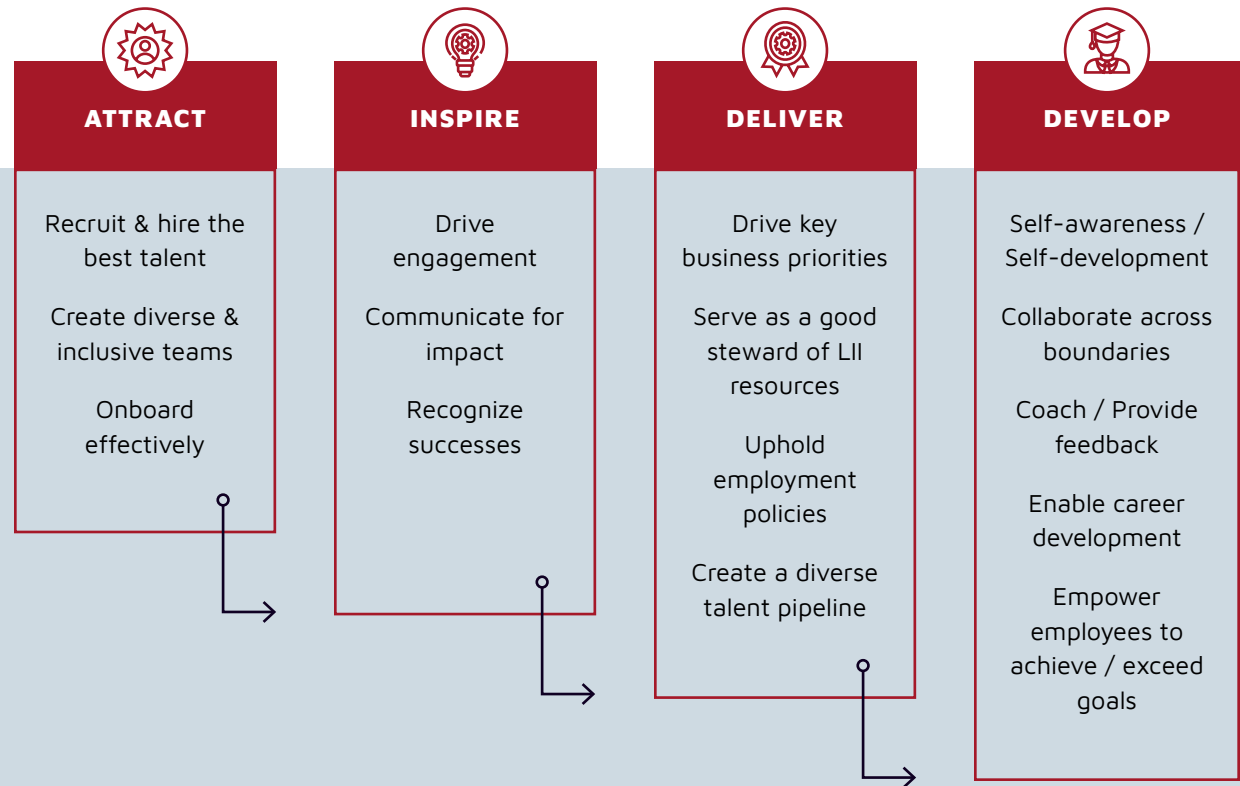 ATTRACT
Recruit & hire the
best talent
Create diverse &
inclusive teams
Onboard
effectively
INSPIRE
Drive
engagement
Communicate for
impact
Recognize
successes
DELIVER
Drive key
business priorities
Serve as a good
steward of LII
resources
Uphold
employment
policies
Create a diverse
talent pipeline
DEVELOP
Self-awareness /
Self-development
Collaborate across
boundaries
Coach / Provide
feedback
Enable career
development
Empower
employees to
achieve / exceed
goals